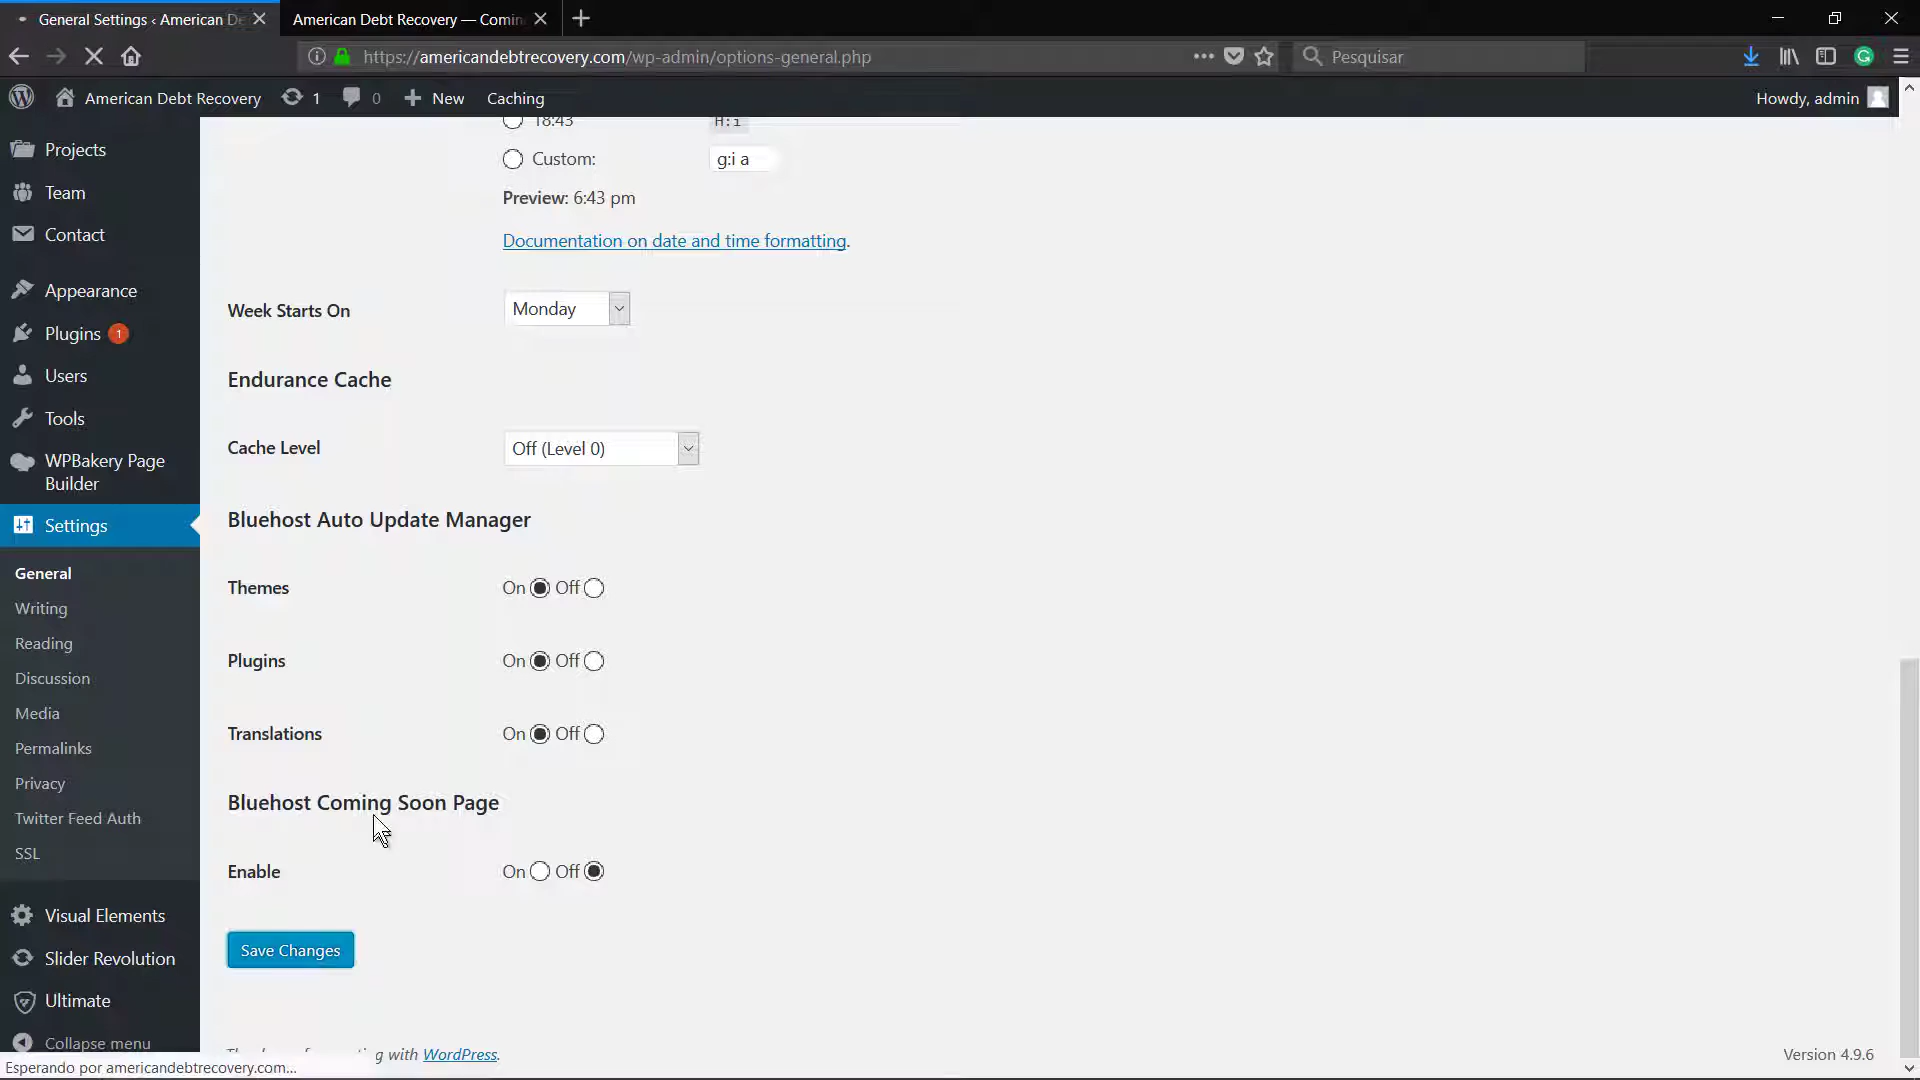 General Settings ‹ American De
American Debt Recovery — Comin
https://americandebtrecovery.com/wp-admin/options-general.php
Pesquisar
American Debt Recovery
1
0
New
Caching
Howdy, admin
Projects
Team
Contact
Appearance
Plugins 1
Users
Tools
WPBakery Page
Builder
Settings
General
Writing
Reading
Discussion
Media
Permalinks
Privacy
Twitter Feed Auth
SSL
Visual Elements
Slider Revolution
Ultimate
Collapse menu
18:43 H:i
Custom: g:i a
Preview: 6:43 pm
Documentation on date and time formatting.
Week Starts On Monday
Endurance Cache
Cache Level Off (Level 0)
Bluehost Auto Update Manager
Themes On Off
Plugins On Off
Translations On Off
Bluehost Coming Soon Page
Enable On Off
Save Changes
with WordPress.
Version 4.9.6
Esperando por americandebtrecovery.com...